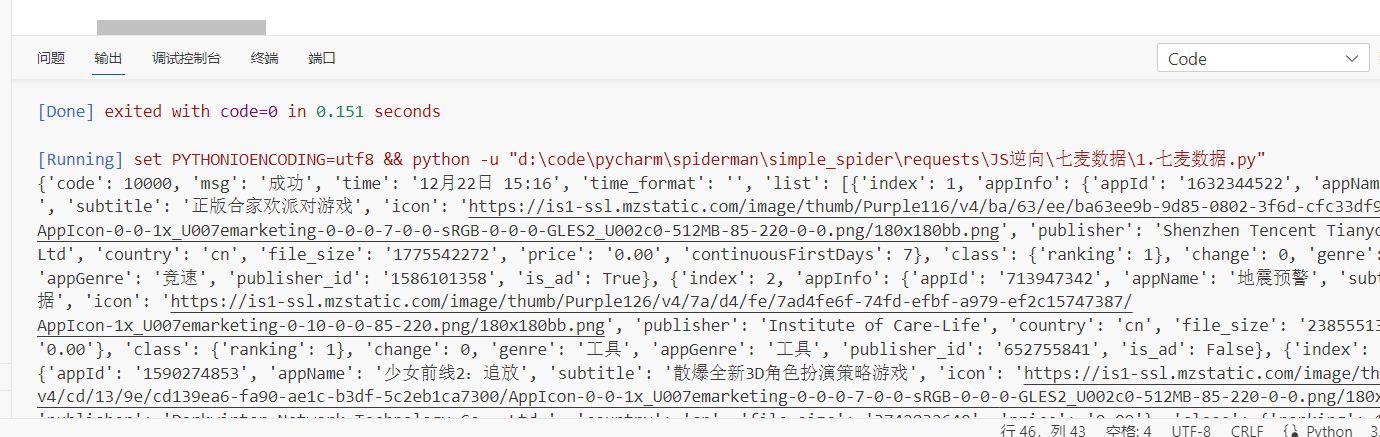 问题 输出 调试控制台 终端 端口 Code
[Done] exited with code=0 in 0.151 seconds
[Running] set PYTHONIOENCODING=utf8 && python -u "d:\code\pycharm\spiderman\simple_spider\requests\JS逆向\七麦数据\1.七麦数据.py"
{'code': 10000, 'msg': '成功', 'time': '12月22日 15:16', 'time_format': '', 'list': [{'index': 1, 'appInfo': {'appId': '1632344522', 'appNam
', 'subtitle': '正版合家欢派对游戏', 'icon': 'https://is1-ssl.mzstatic.com/image/thumb/Purple116/v4/ba/63/ee/ba63ee9b-9d85-0802-3f6d-cfc33df9
AppIcon-0-0-1x_U007emarketing-0-0-0-7-0-0-sRGB-0-0-0-GLES2_U002c0-512MB-85-220-0-0.png/180x180bb.png', 'publisher': 'Shenzhen Tencent Tianyo
Ltd', 'country': 'cn', 'file_size': '1775542272', 'price': '0.00', 'continuousFirstDays': 7}, 'class': {'ranking': 1}, 'change': 0, 'genre':
'appGenre': '竞速', 'publisher_id': '1586101358', 'is_ad': True}, {'index': 2, 'appInfo': {'appId': '713947342', 'appName': '地震预警', 'subt
据', 'icon': 'https://is1-ssl.mzstatic.com/image/thumb/Purple126/v4/7a/d4/fe/7ad4fe6f-74fd-efbf-a979-ef2c15747387/
AppIcon-1x_U007emarketing-0-10-0-0-85-220.png/180x180bb.png', 'publisher': 'Institute of Care-Life', 'country': 'cn', 'file_size': '23855513
'0.00'}, 'class': {'ranking': 1}, 'change': 0, 'genre': '工具', 'appGenre': '工具', 'publisher_id': '652755841', 'is_ad': False}, {'index':
{'appId': '1590274853', 'appName': '少女前线2：追放', 'subtitle': '散爆全新3D角色扮演策略游戏', 'icon': 'https://is1-ssl.mzstatic.com/image/th
v4/cd/13/9e/cd139ea6-fa90-ae1c-b3df-5c2eb1ca7300/AppIcon-0-0-1x_U007emarketing-0-0-0-7-0-0-sRGB-0-0-0-GLES2_U002c0-512MB-85-220-0-0.png/180x
行 46，列 43 空格: 4 UTF-8 CRLF Python 3.